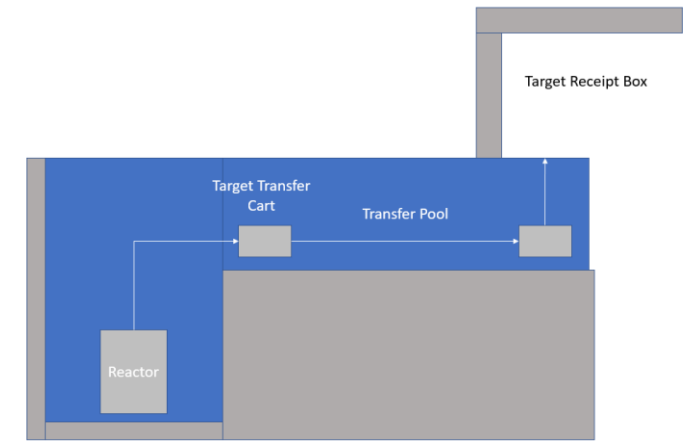 Target Receipt Box
Target Transfer
Cart
Transfer Pool
Reactor